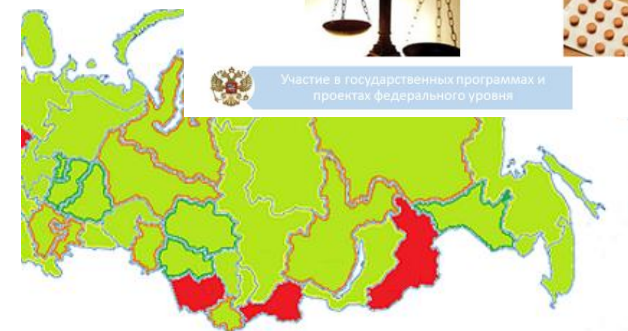 Участие в государственных программах и
проектах федерального уровня